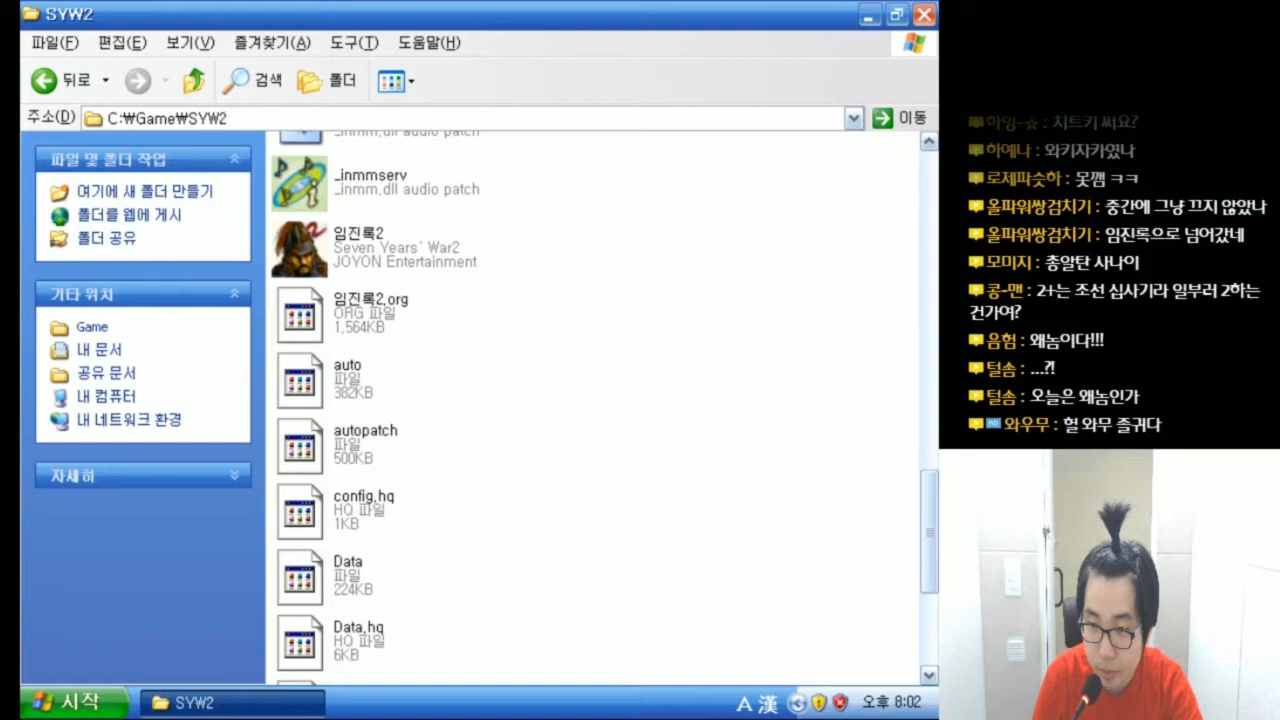 SYW2
파일(F) 편집(E) 보기(V) 즐겨찾기(A) 도구(T) 도움말(H)
뒤로 검색 폴더
주소(D) C:₩Game₩SYW2 이동
파일 및 폴더 작업
여기에 새 폴더 만들기
폴더를 웹에 게시
폴더 공유
기타 위치
Game
내 문서
공유 문서
내 컴퓨터
내 네트워크 환경
자세히
_inmm.dll audio patch
_inmmserv
_inmm.dll audio patch
임진록2
Seven Years' War2
JOYON Entertainment
임진록2.org
ORG 파일
1,564KB
auto
파일
382KB
autopatch
파일
500KB
config.hq
HQ 파일
1KB
Data
파일
224KB
Data.hq
HQ 파일
6KB
시작 SYW2 A 漢 오후 8:02
하잉-☆ : 치트키 써요?
하예나 : 와키자카였나
로제파슷하 : 못깸 ㅋㅋ
올파워쌍검치기 : 중간에 그냥 끄지 않았나
올파워쌍검치기 : 임진록으로 넘어갔네
모미지 : 총알탄 사나이
콩-맨 : 2+는 조선 십사기라 일부러 2하는
건가여?
음험 : 왜놈이다!!!
털솜 : ...?!
털솜 : 오늘은 왜놈인가
와우무 : 헐 와무 졸귀다